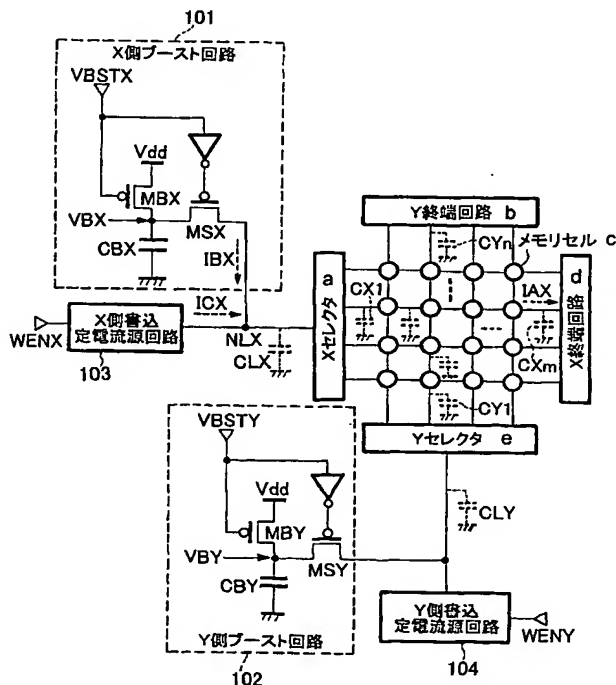 101
X側ブースト回路
VBSTX
Vdd
MBX
VBX
MSX
CBX
IBX
ICX
WENX
X側書込
定電流源回路
103
NLX
CLX
Y終端回路 b
CYn
メモリセル c
a
Xセレクタ
CX1
IAX
d
X終端回路
CXm
CY1
Yセレクタ e
VBSTY
Vdd
MBY
VBY
MSY
CBY
CLY
Y側ブースト回路
102
Y側書込
定電流源回路
WENY
104